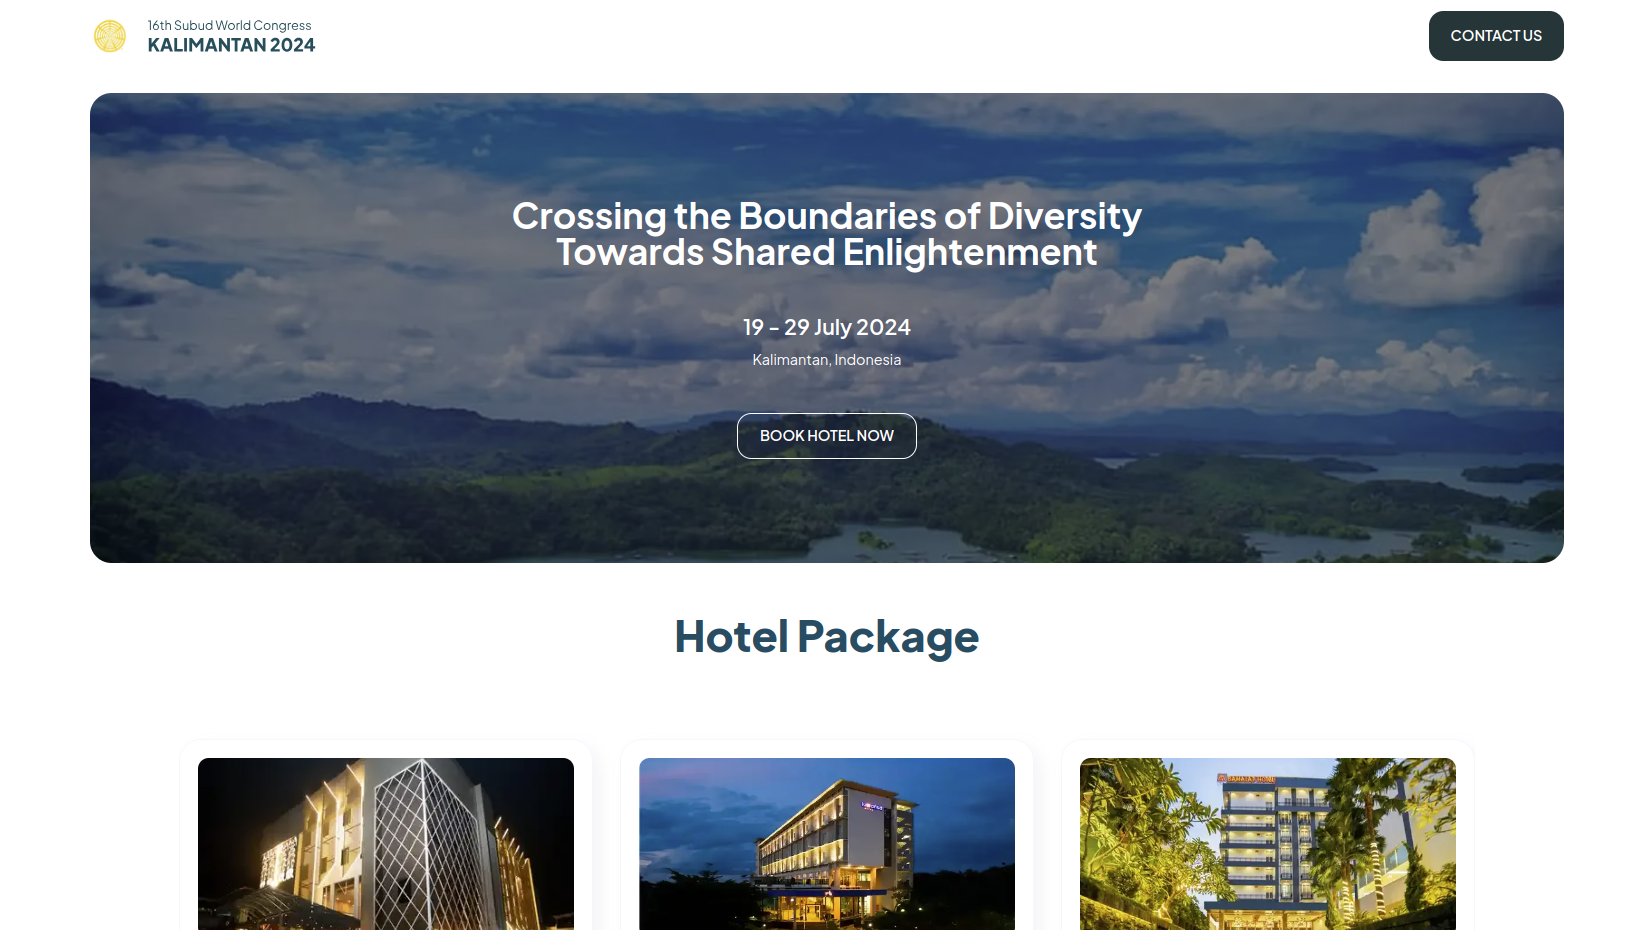 16th Subud World Congress
KALIMANTAN 2024
CONTACT US
Crossing the Boundaries of Diversity
Towards Shared Enlightenment
19 - 29 July 2024
Kalimantan, Indonesia
BOOK HOTEL NOW
Hotel Package